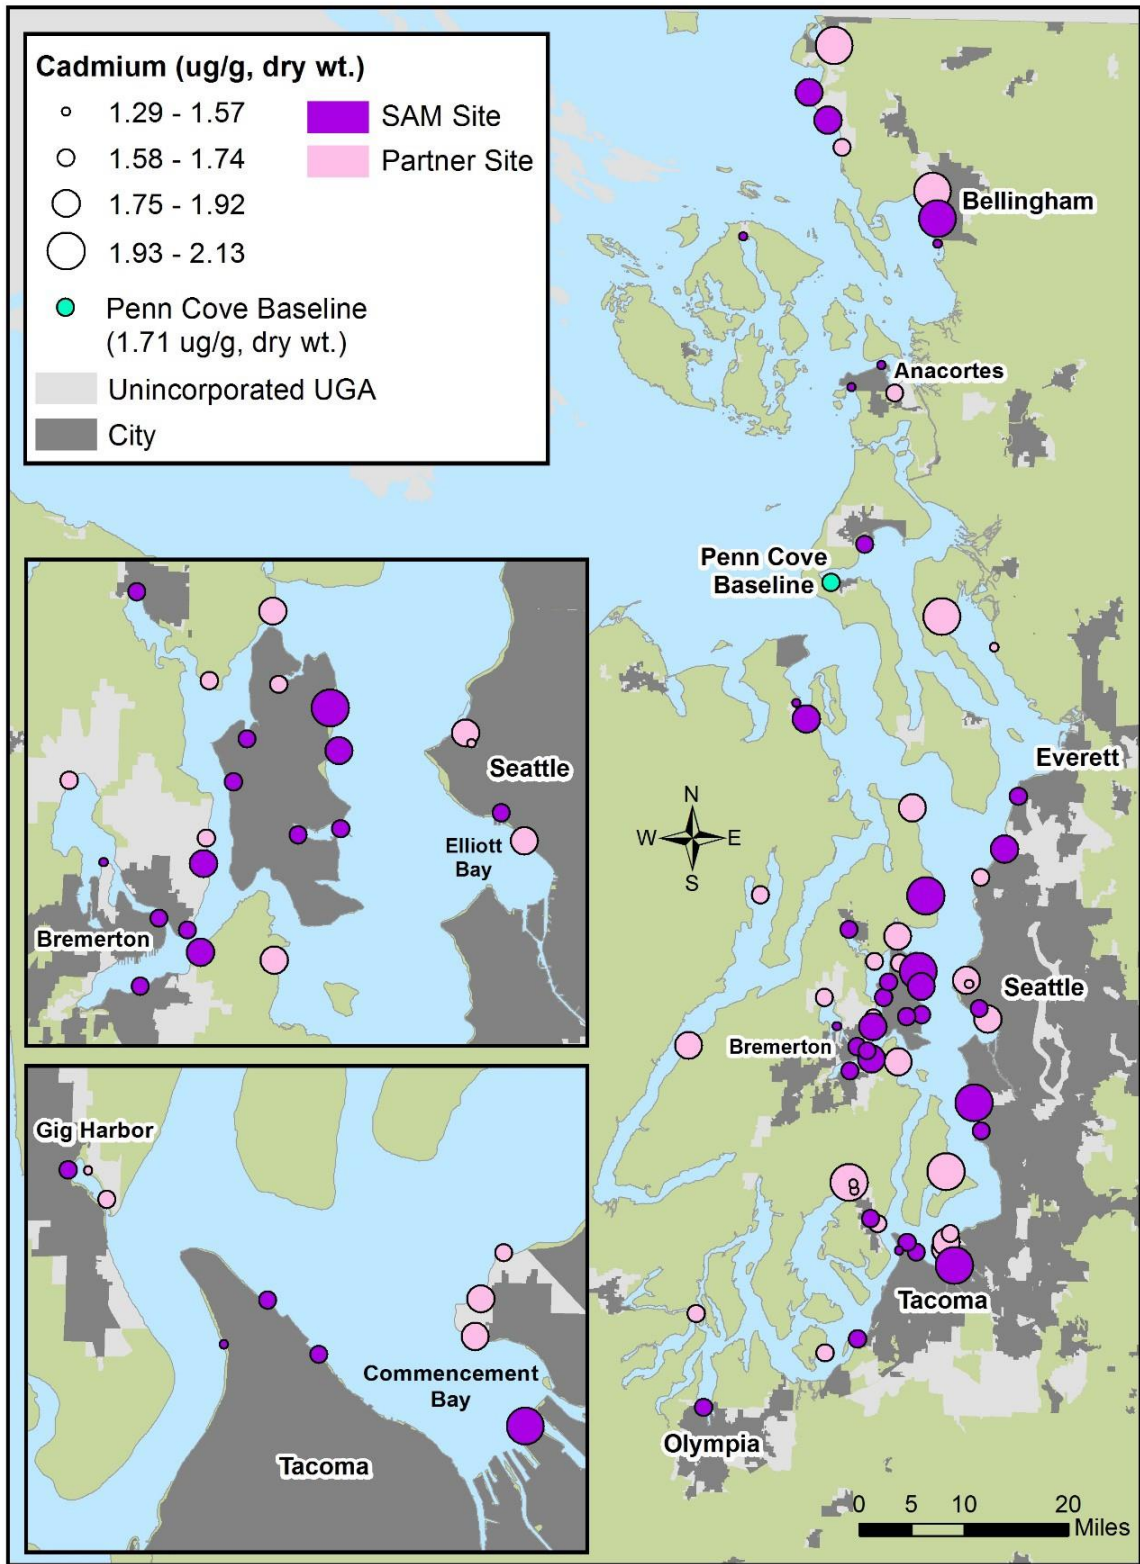 Cadmium (ug/g, dry wt.)
1.29 - 1.57
1.58 - 1.74
1.75 - 1.92
1.93 - 2.13
SAM Site
Partner Site
Penn Cove Baseline
(1.71 ug/g, dry wt.)
Unincorporated UGA
City
Bellingham
Anacortes
Penn Cove
Baseline
Everett
N
W
E
S
Seattle
Bremerton
Tacoma
Olympia
0
5
10
20
Miles
Seattle
Elliott
Bay
Bremerton
Gig Harbor
Commencement
Bay
Tacoma